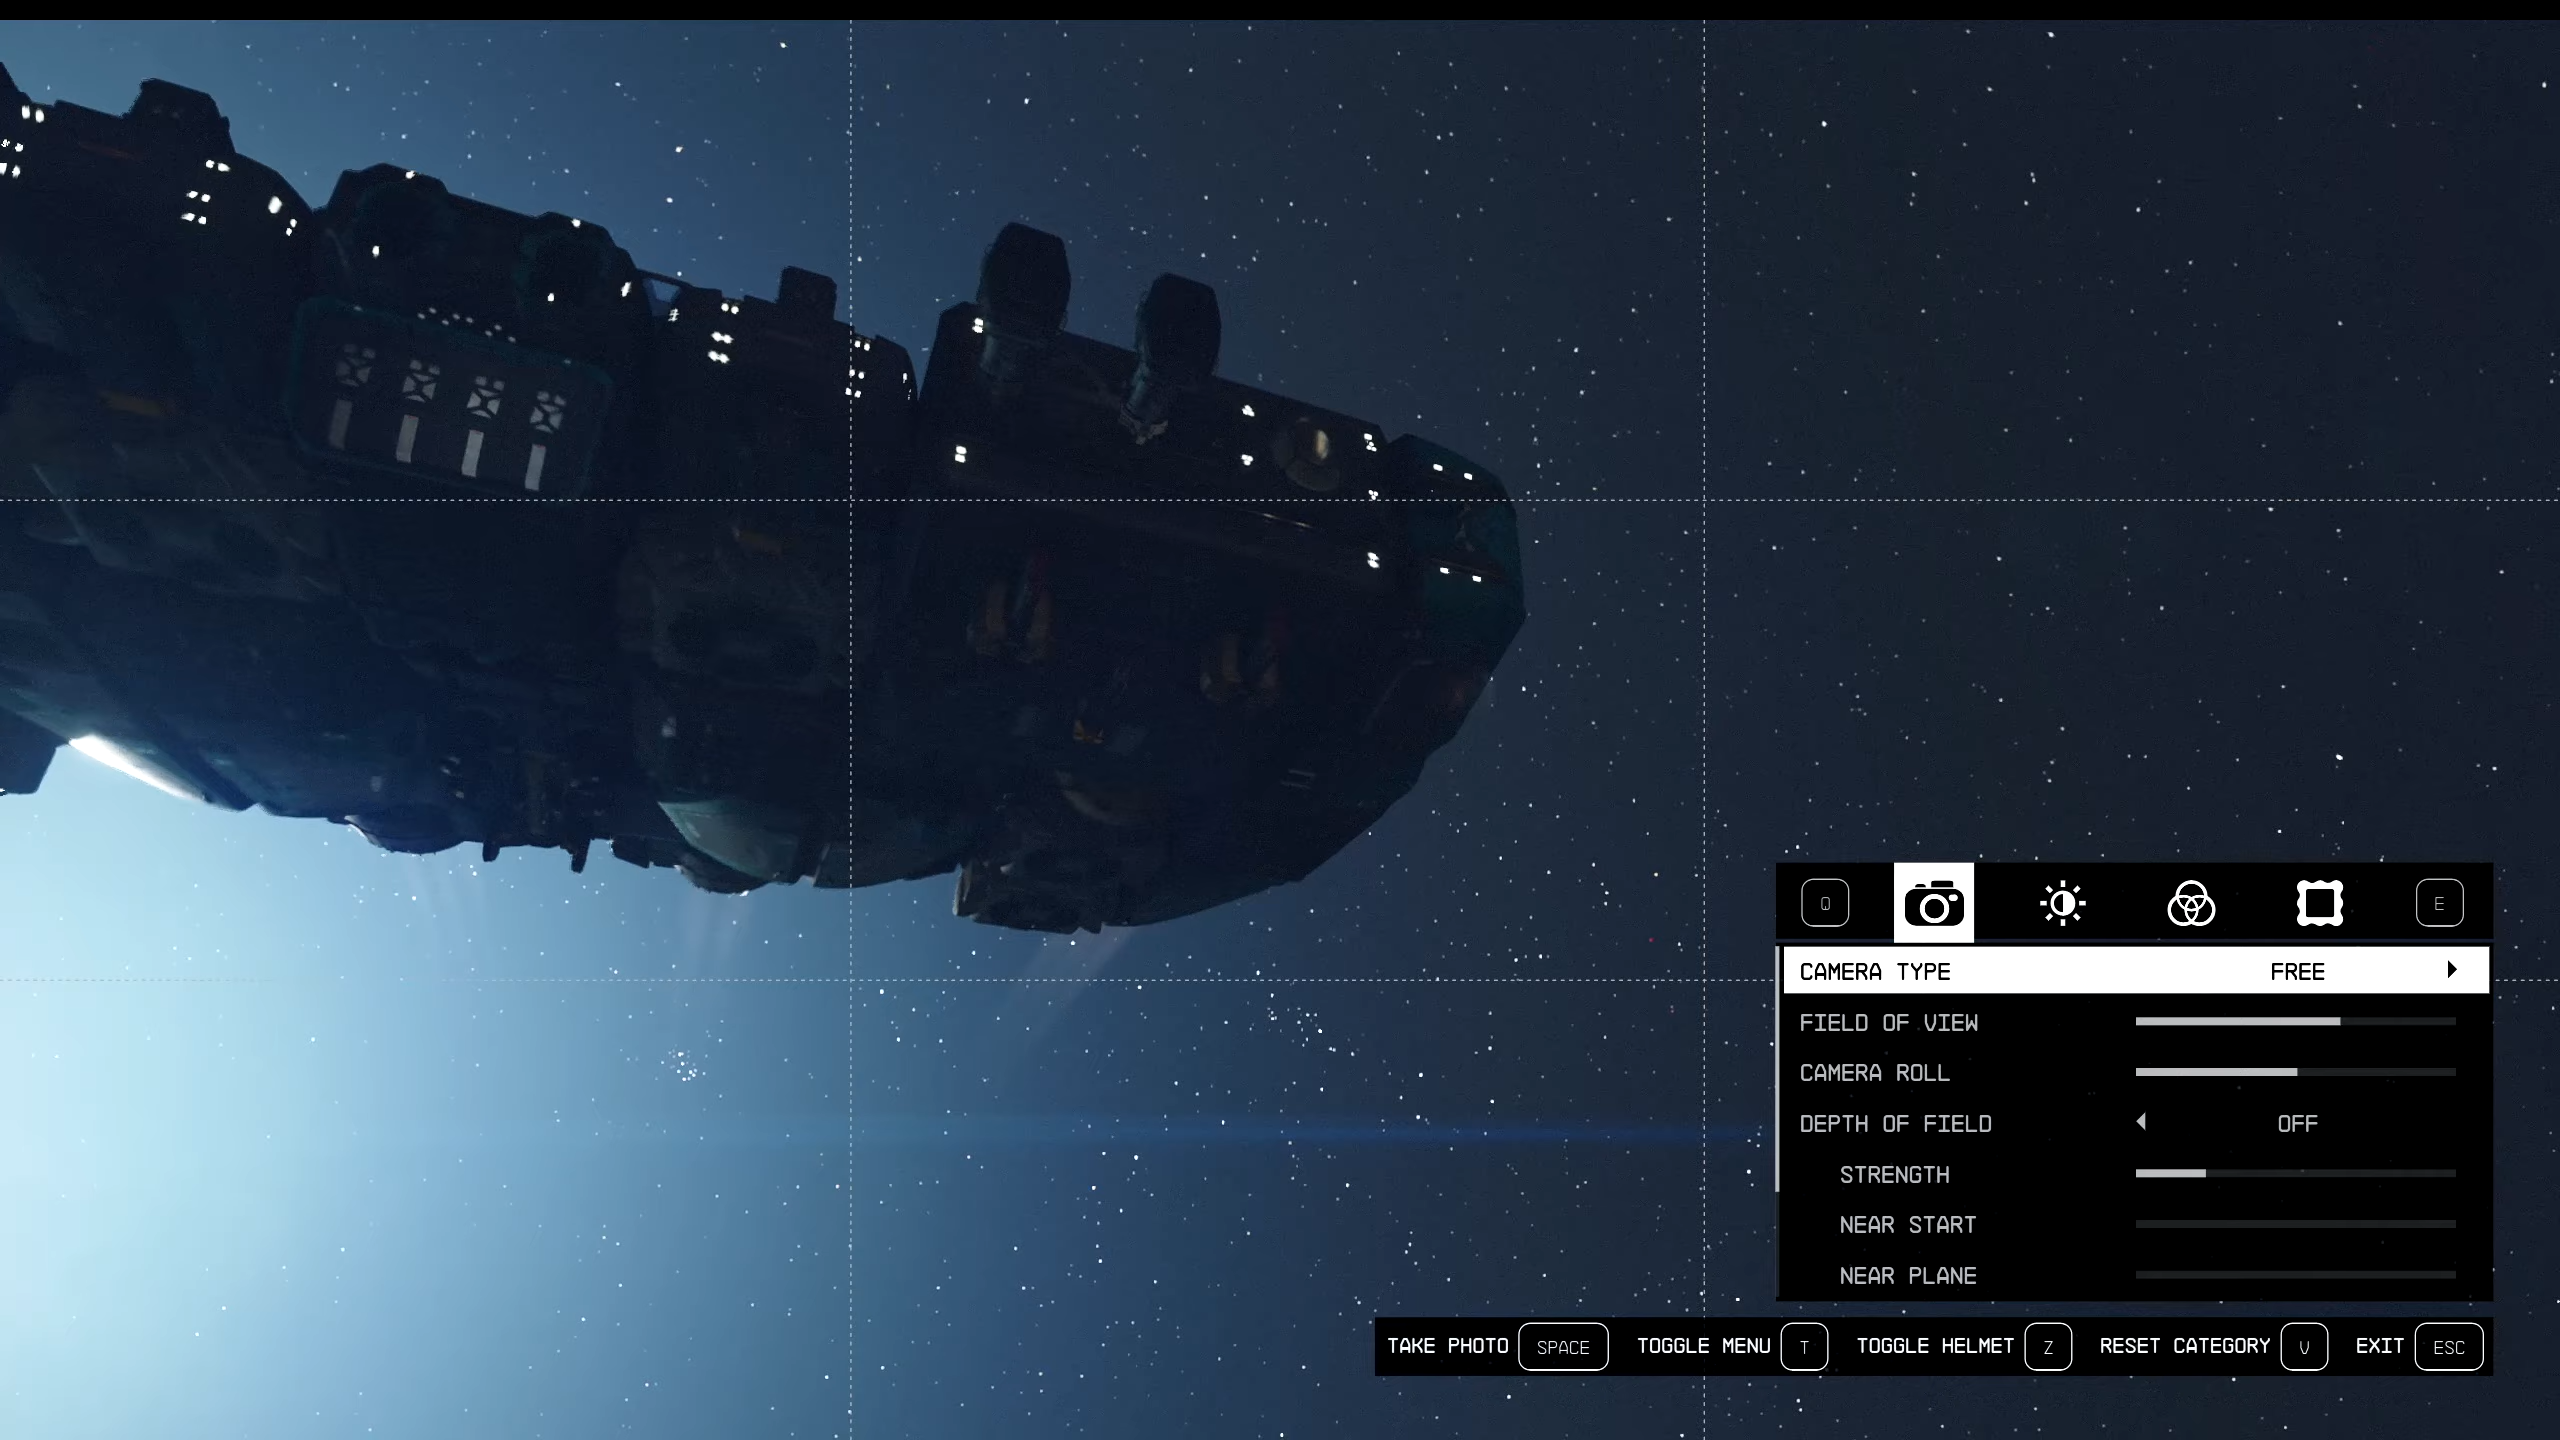 Q E
CAMERA TYPE FREE
FIELD OF VIEW
CAMERA ROLL
DEPTH OF FIELD OFF
STRENGTH
NEAR START
NEAR PLANE
TAKE PHOTO SPACE TOGGLE MENU T TOGGLE HELMET Z RESET CATEGORY V EXIT ESC